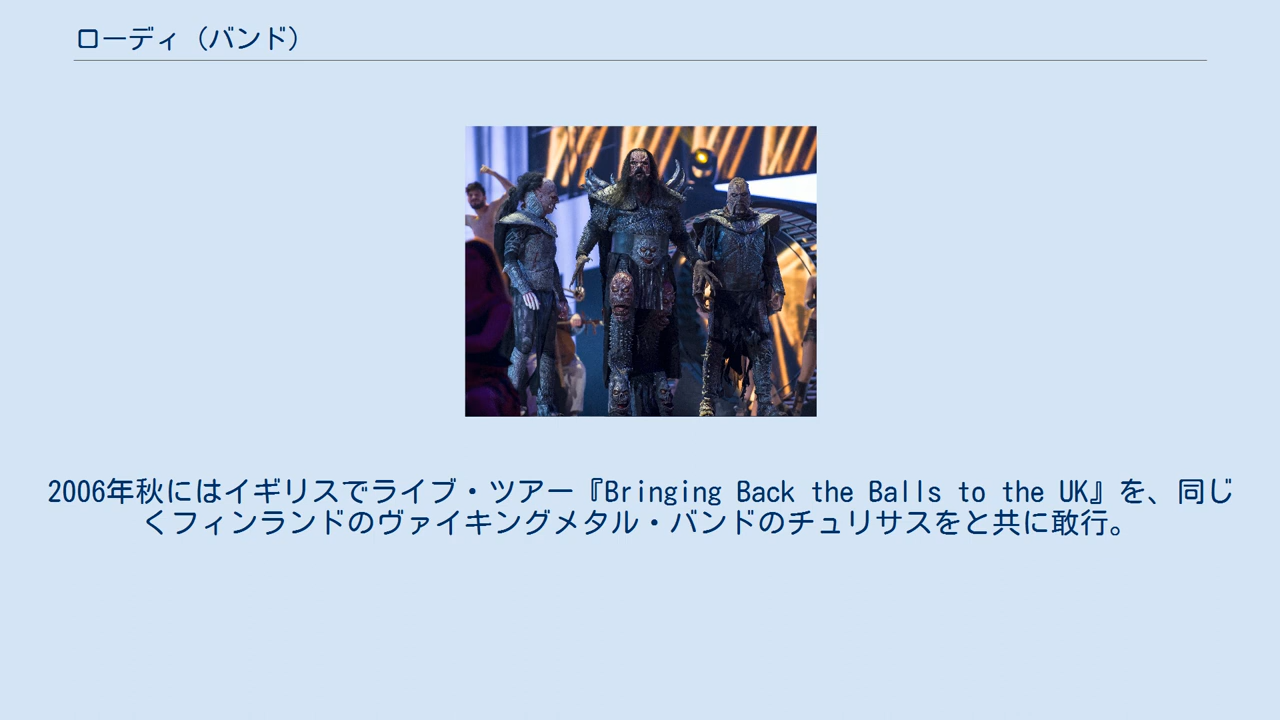 ローディ（バンド）
2006年秋にはイギリスでライブ・ツアー『Bringing Back the Balls to the UK』を、同じ
くフィンランドのヴァイキングメタル・バンドのチュリサスをと共に敢行。